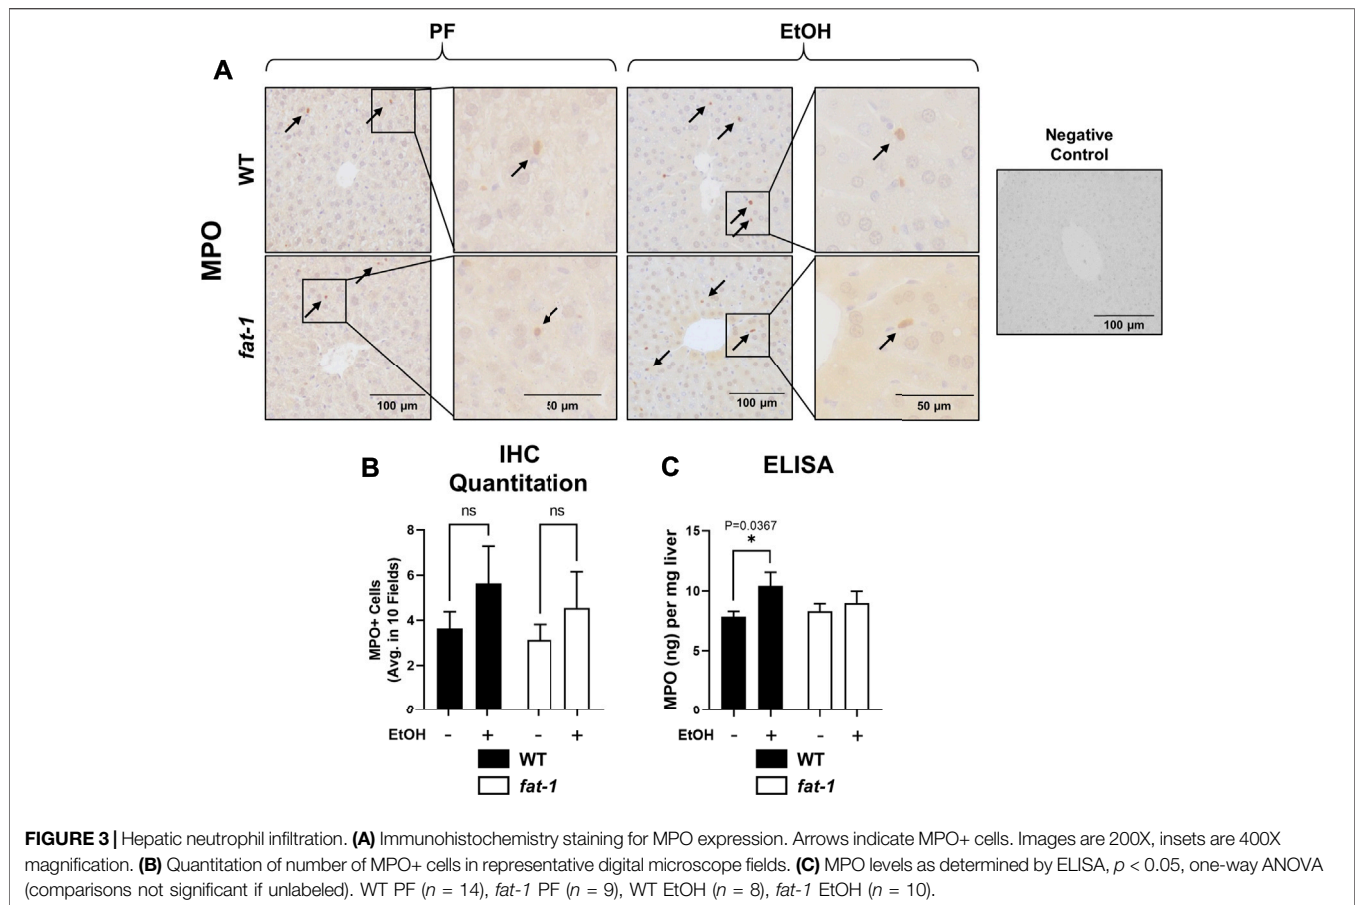 PF
EtOH
A
Negative
Control
WT
MPO
fat-1
100 µm
100 µm
50 µm
100 µm
50 µm
B
IHC
Quantitation
C
ELISA
ns
ns
P=0.0367
*
8
6
4
2
0
MPO+ Cells
(Avg. in 10 Fields)
15
10
5
0
MPO (ng) per mg liver
EtOH - + - +
EtOH - + - +
WT
fat-1
WT
fat-1
FIGURE 3 | Hepatic neutrophil infiltration. (A) Immunohistochemistry staining for MPO expression. Arrows indicate MPO+ cells. Images are 200X, insets are 400X
magnification. (B) Quantitation of number of MPO+ cells in representative digital microscope fields. (C) MPO levels as determined by ELISA, p < 0.05, one-way ANOVA
(comparisons not significant if unlabeled). WT PF (n = 14), fat-1 PF (n = 9), WT EtOH (n = 8), fat-1 EtOH (n = 10).